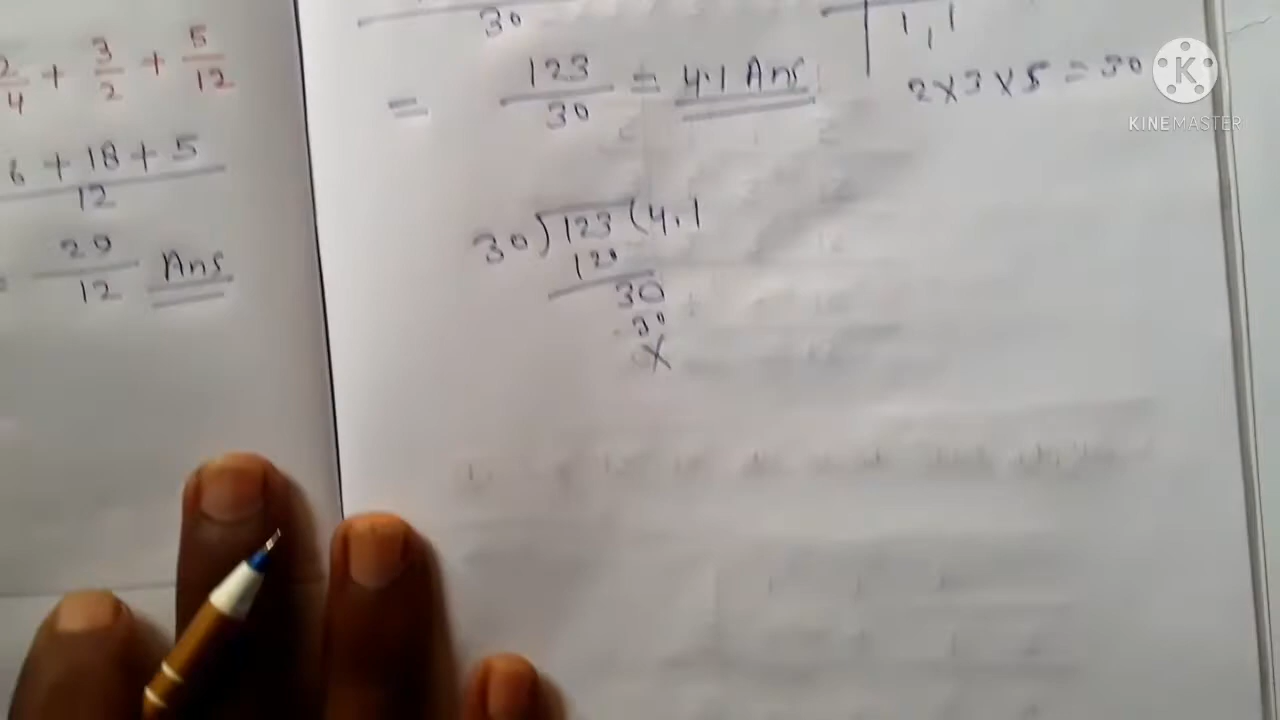 2/4 + 3/2 + 5/12
6 + 18 + 5
12
29
12 Ans
30
= 123/30 = 4.1 Ans
30) 123 (4.1
120
30
30
X
1, 1
2 X 3 X 5 = 30
K
KINEMASTER